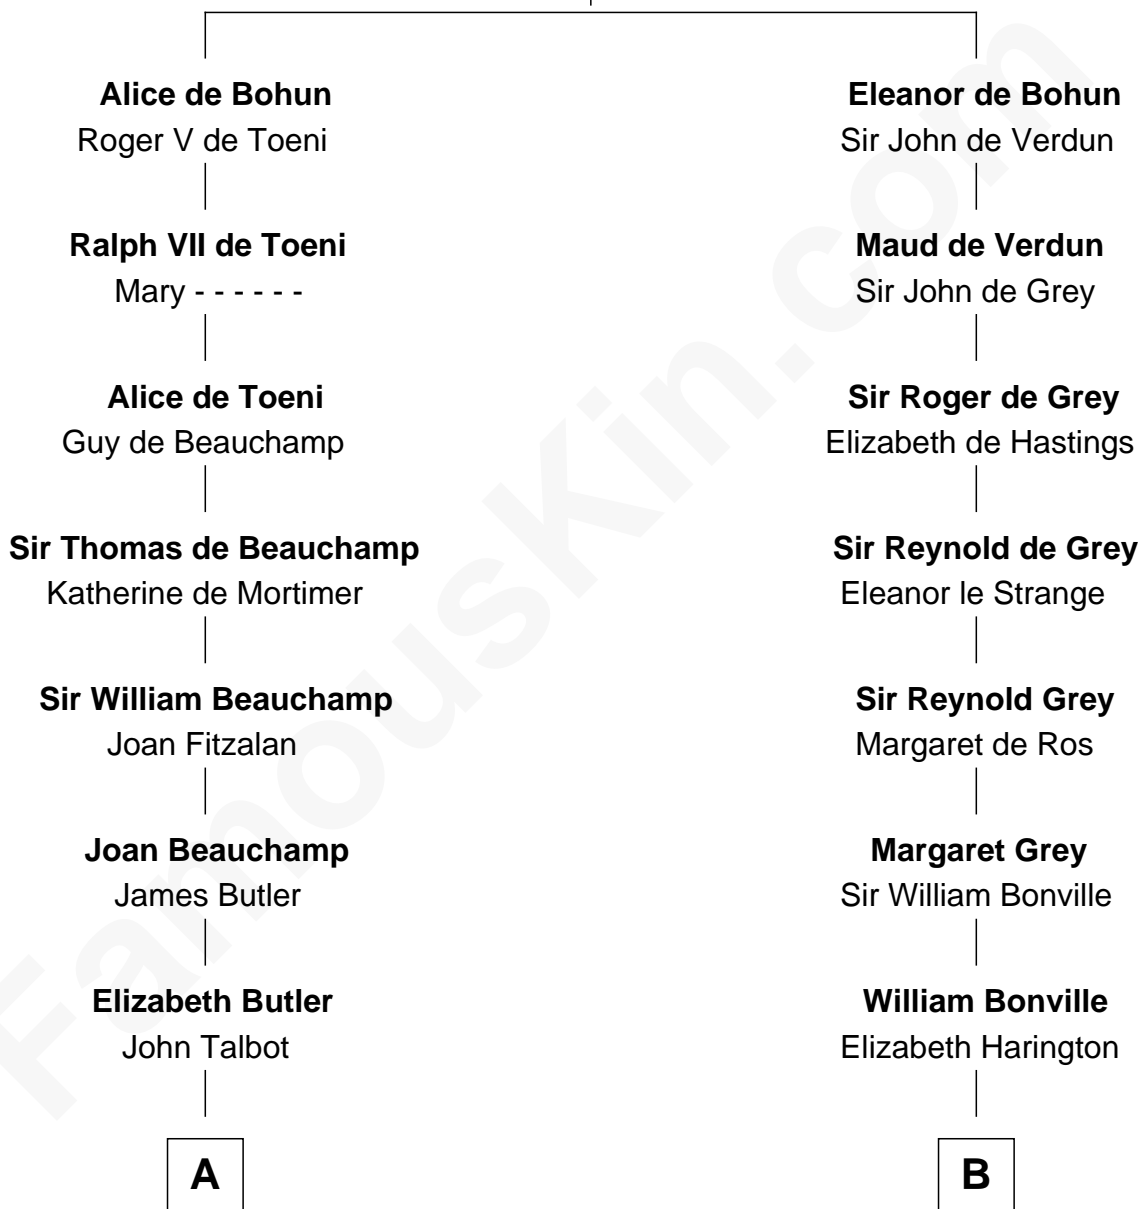 Alice de Bohun
Roger V de Toeni
Ralph VII de Toeni
Mary - - - - - -
Alice de Toeni
Guy de Beauchamp
Sir Thomas de Beauchamp
Katherine de Mortimer
Sir William Beauchamp
Joan Fitzalan
Joan Beauchamp
James Butler
Elizabeth Butler
John Talbot
A
Eleanor de Bohun
Sir John de Verdun
Maud de Verdun
Sir John de Grey
Sir Roger de Grey
Elizabeth de Hastings
Sir Reynold de Grey
Eleanor le Strange
Sir Reynold Grey
Margaret de Ros
Margaret Grey
Sir William Bonville
William Bonville
Elizabeth Harington
B
FamousKin.com